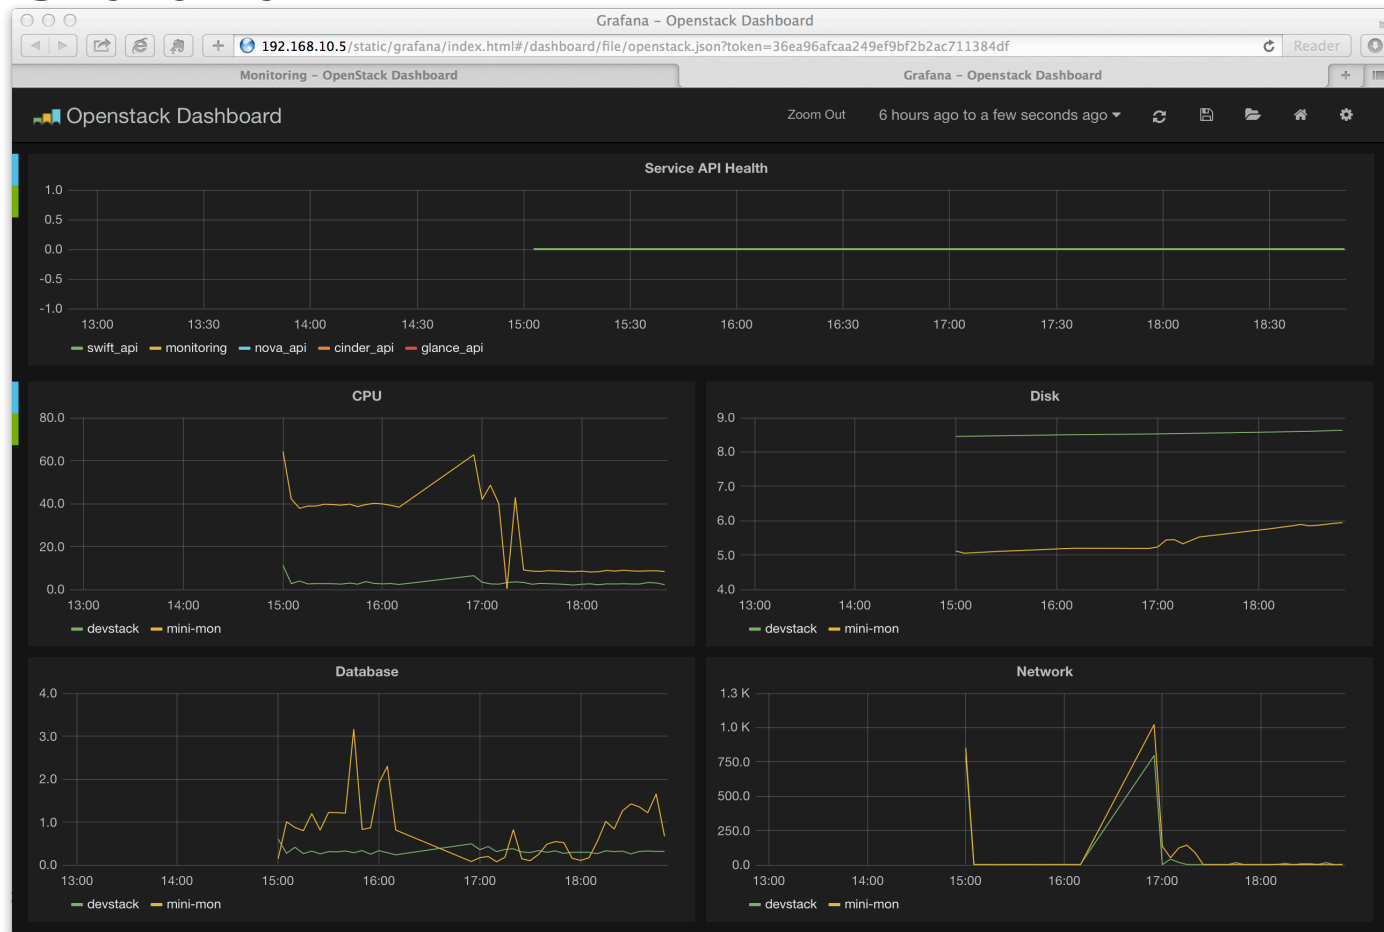 Grafana – Openstack Dashboard
192.168.10.5/static/grafana/index.html#/dashboard/file/openstack.json?token=36ea96afcaa249ef9bf2b2ac711384df
Reader
Monitoring – OpenStack Dashboard
Grafana – Openstack Dashboard
Openstack Dashboard
Zoom Out
6 hours ago to a few seconds ago
Service API Health
1.0
0.5
0.0
-0.5
-1.0
13:00 13:30 14:00 14:30 15:00 15:30 16:00 16:30 17:00 17:30 18:00 18:30
swift_api monitoring nova_api cinder_api glance_api
CPU
80.0
60.0
40.0
20.0
0.0
13:00 14:00 15:00 16:00 17:00 18:00
devstack mini-mon
Disk
9.0
8.0
7.0
6.0
5.0
4.0
13:00 14:00 15:00 16:00 17:00 18:00
devstack mini-mon
Database
4.0
3.0
2.0
1.0
0.0
13:00 14:00 15:00 16:00 17:00 18:00
devstack mini-mon
Network
1.3 K
1.0 K
750.0
500.0
250.0
0.0
13:00 14:00 15:00 16:00 17:00 18:00
devstack mini-mon